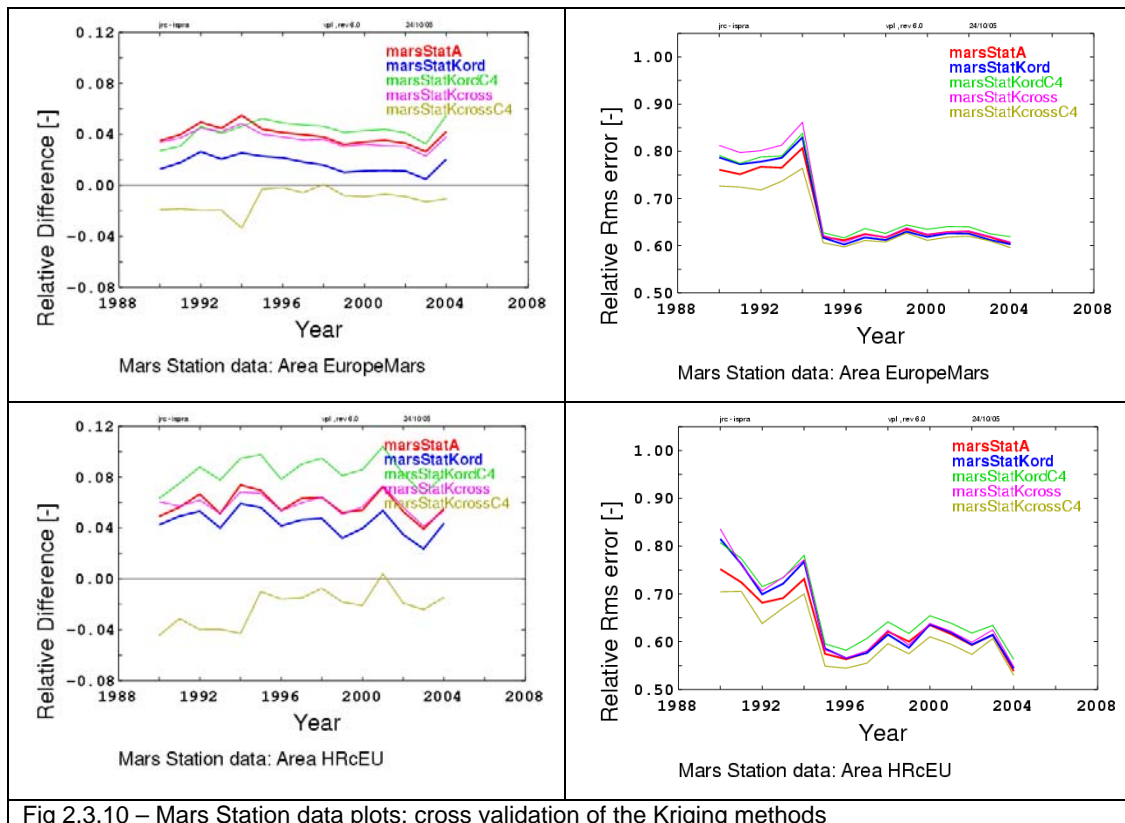 jrc - ispra vpl , rev 6.0 24/10/05
0.12
0.08
0.04
0.00
-0.04
-0.08
Relative Difference [-]
marsStatA
marsStatKord
marsStatKordC4
marsStatKcross
marsStatKcrossC4
1988 1992 1996 2000 2004 2008
Year
Mars Station data: Area EuropeMars
jrc - ispra vpl , rev 6.0 24/10/05
1.00
0.90
0.80
0.70
0.60
0.50
Relative Rms error [-]
marsStatA
marsStatKord
marsStatKordC4
marsStatKcross
marsStatKcrossC4
1988 1992 1996 2000 2004 2008
Year
Mars Station data: Area EuropeMars
jrc - ispra vpl , rev 6.0 24/10/05
0.12
0.08
0.04
0.00
-0.04
-0.08
Relative Difference [-]
marsStatA
marsStatKord
marsStatKordC4
marsStatKcross
marsStatKcrossC4
1988 1992 1996 2000 2004 2008
Year
Mars Station data: Area HRcEU
jrc - ispra vpl , rev 6.0 24/10/05
1.00
0.90
0.80
0.70
0.60
0.50
Relative Rms error [-]
marsStatA
marsStatKord
marsStatKordC4
marsStatKcross
marsStatKcrossC4
1988 1992 1996 2000 2004 2008
Year
Mars Station data: Area HRcEU
Fig 2.3.10 – Mars Station data plots: cross validation of the Kriging methods